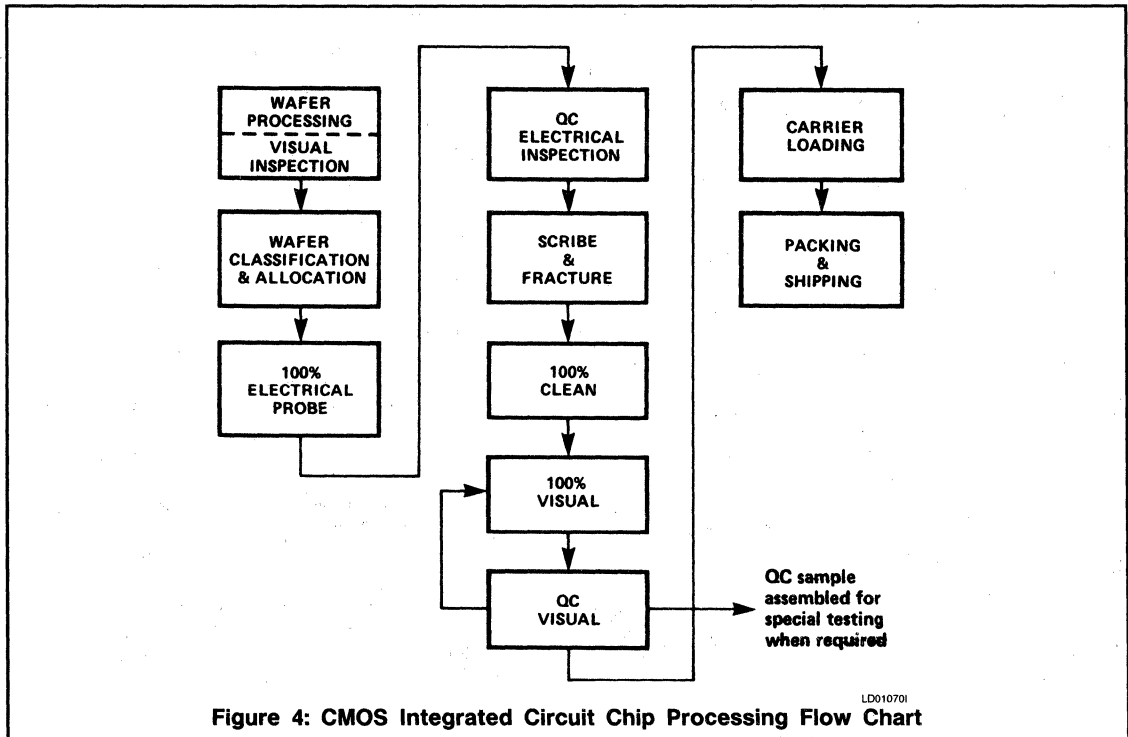 WAFER
PROCESSING
VISUAL
INSPECTION
WAFER
CLASSIFICATION
& ALLOCATION
100%
ELECTRICAL
PROBE
QC
ELECTRICAL
INSPECTION
SCRIBE
&
FRACTURE
100%
CLEAN
100%
VISUAL
QC
VISUAL
QC sample
assembled for
special testing
when required
CARRIER
LOADING
PACKING
&
SHIPPING
LD01070I
Figure 4: CMOS Integrated Circuit Chip Processing Flow Chart